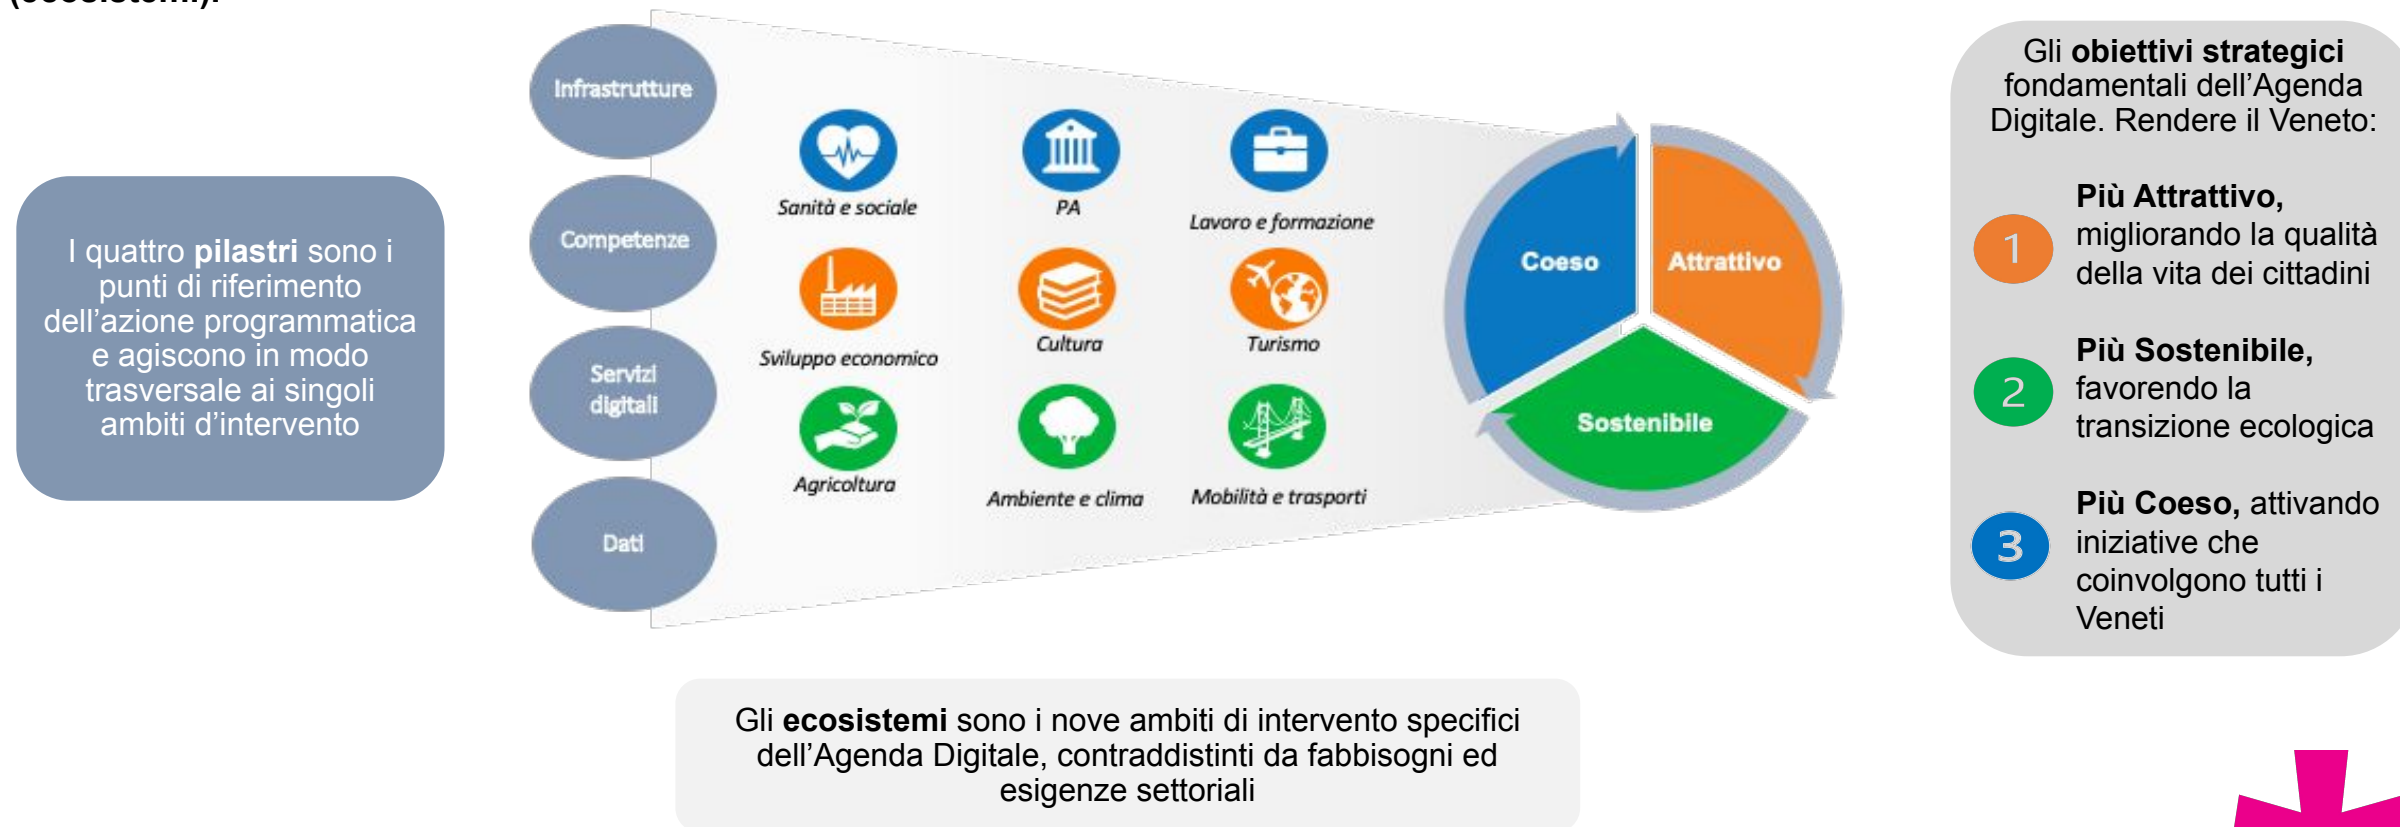 (ecosistemi).
I quattro pilastri sono i
punti di riferimento
dell’azione programmatica
e agiscono in modo
trasversale ai singoli
ambiti d’intervento
Infrastrutture
Competenze
Servizi
digitali
Dati
Sanità e sociale
PA
Lavoro e formazione
Sviluppo economico
Cultura
Turismo
Agricoltura
Ambiente e clima
Mobilità e trasporti
Coeso
Attrattivo
Sostenibile
Gli obiettivi strategici
fondamentali dell’Agenda
Digitale. Rendere il Veneto:
1
Più Attrattivo,
migliorando la qualità
della vita dei cittadini
2
Più Sostenibile,
favorendo la
transizione ecologica
3
Più Coeso, attivando
iniziative che
coinvolgono tutti i
Veneti
Gli ecosistemi sono i nove ambiti di intervento specifici
dell’Agenda Digitale, contraddistinti da fabbisogni ed
esigenze settoriali